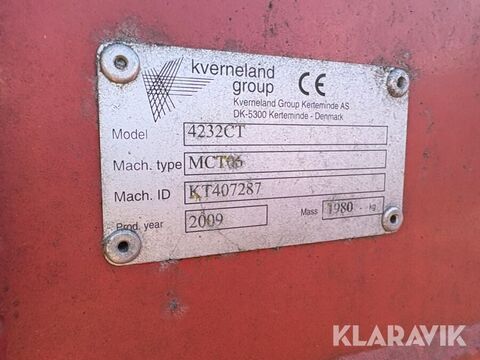 kverneland
group CE
Kverneland Group Kerteminde AS
DK-5300 Kerteminde - Denmark
Model 4232CT
Mach. type MCT06
Mach. ID KT407287
Prod. year 2009 Mass 1980 kg
KLARAVIK